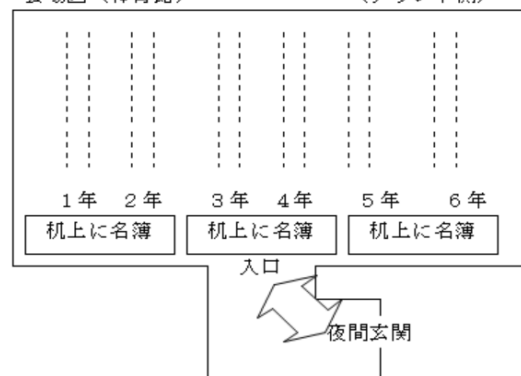 1年 2年 3年 4年 5年 6年
机上に名簿 机上に名簿 机上に名簿
入口
夜間玄関